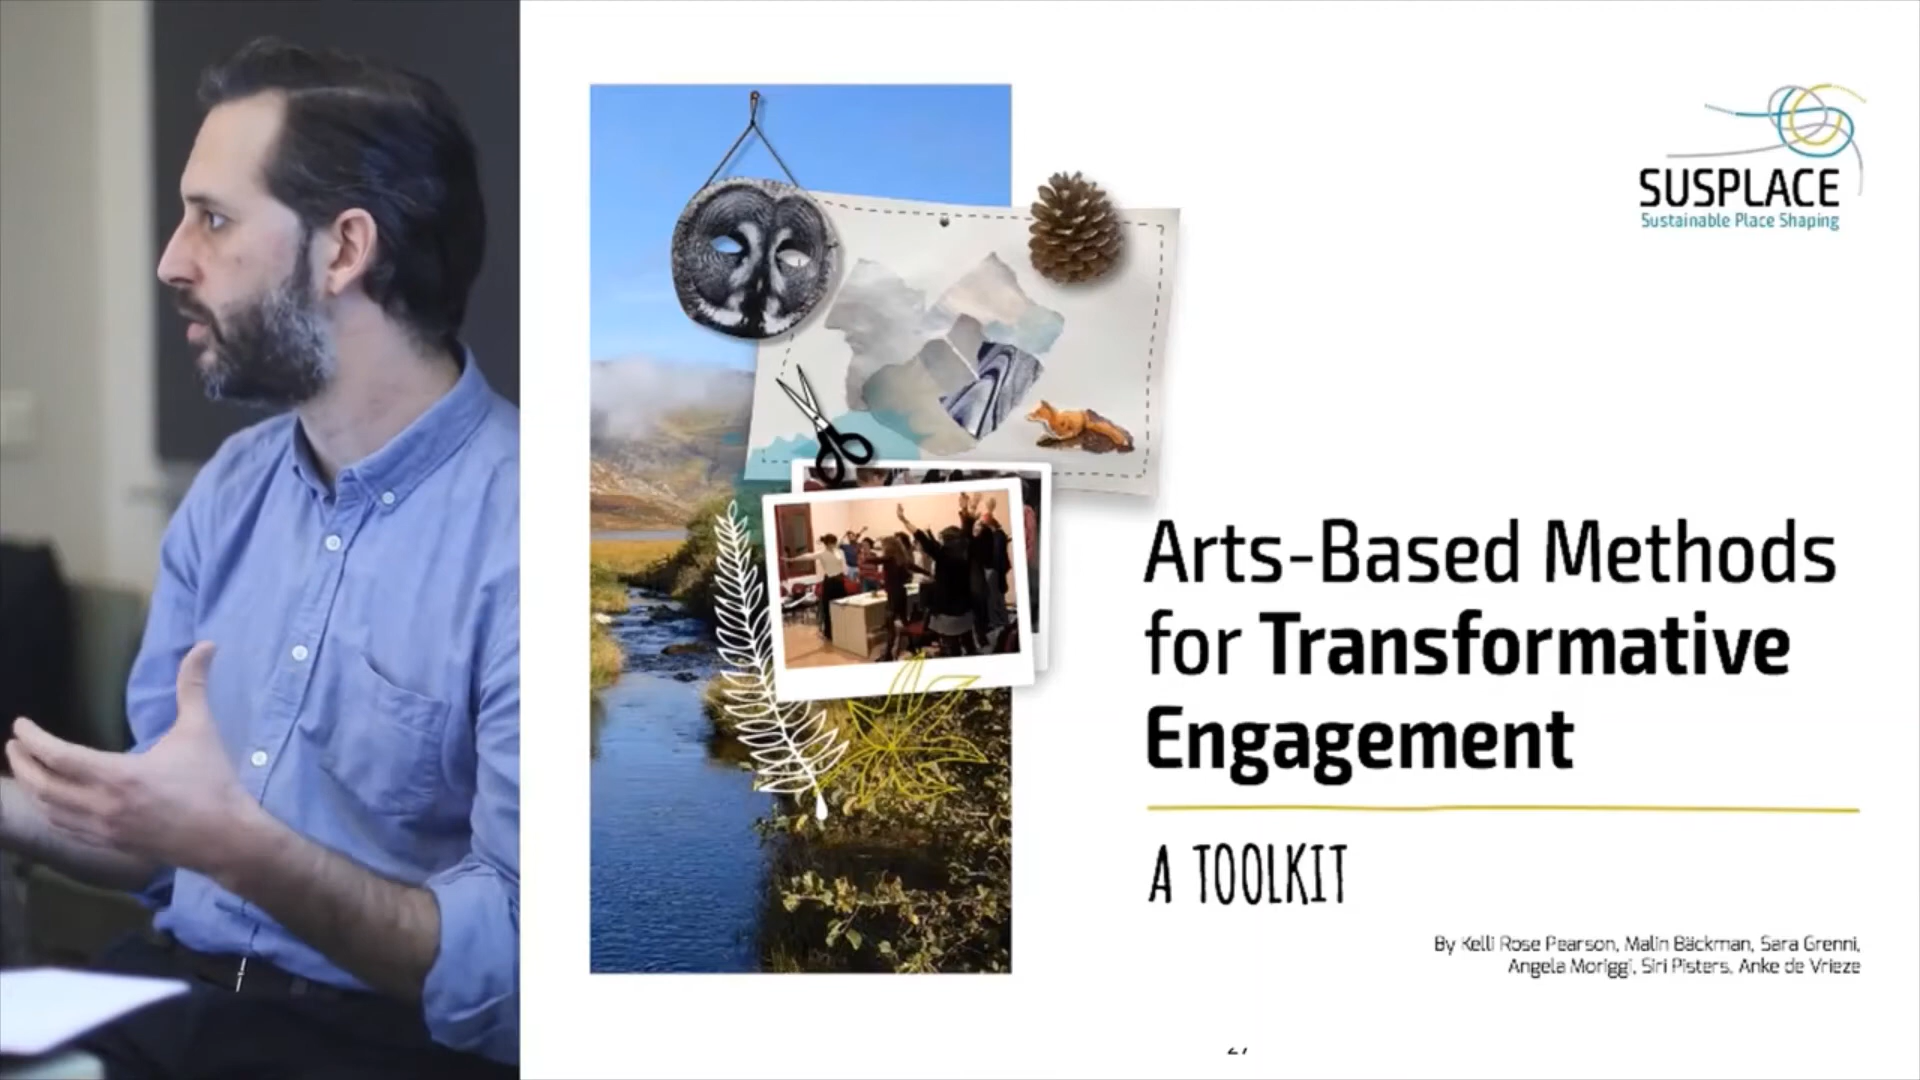 SUSPLACE
Sustainable Place Shaping
Arts-Based Methods
for Transformative
Engagement
A TOOLKIT
By Kelli Rose Pearson, Malin Bäckman, Sara Grenni,
Angela Moriggi, Siri Pisters, Anke de Vrieze